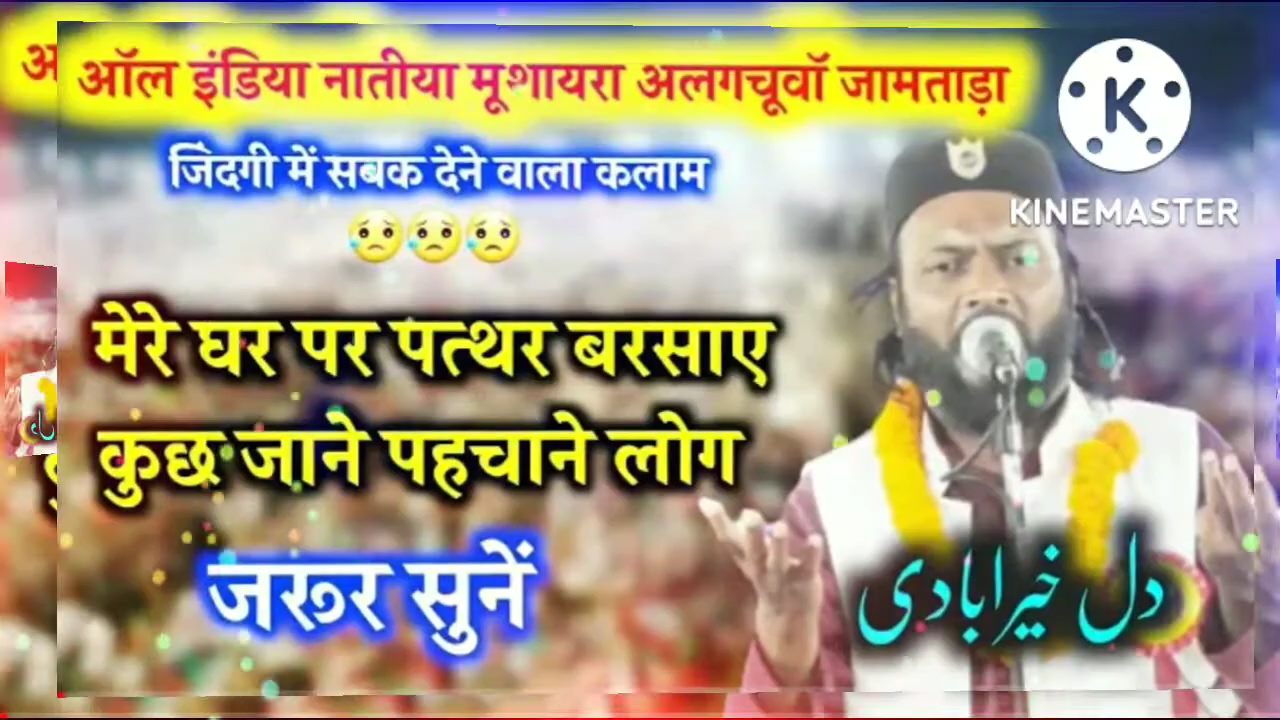 ऑल इंडिया नातीया मूशायरा अलगचूवॉ जामताड़ा
जिंदगी में सबक देने वाला कलाम
मेरे घर पर पत्थर बरसाए
कुछ जाने पहचाने लोग
जरूर सुनें
K
KINEMASTER
دل خیرابادی